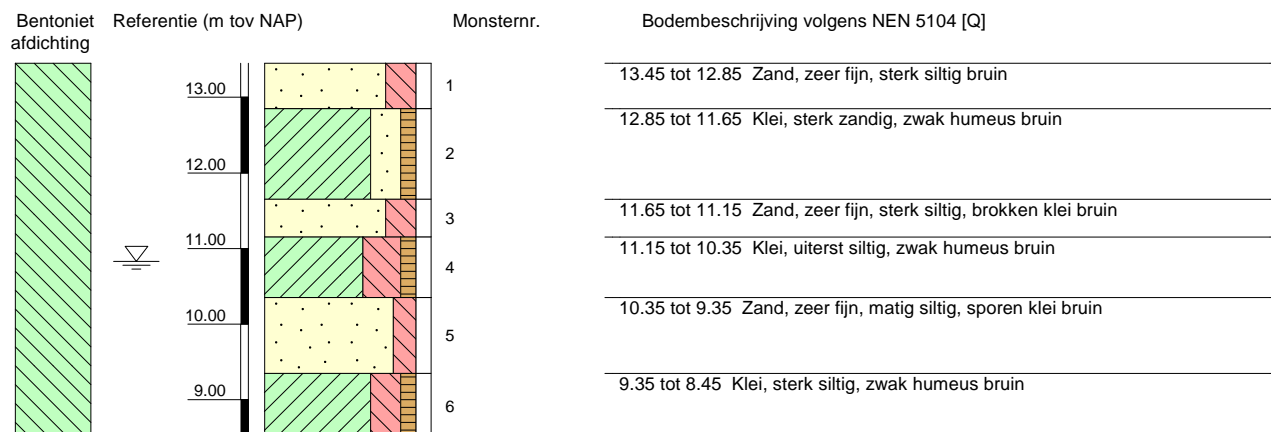 Bentoniet afdichting
Referentie (m tov NAP)
Monsternr.
Bodembeschrijving volgens NEN 5104 [Q]
1
13.45 tot 12.85 Zand, zeer fijn, sterk siltig bruin
13.00
2
12.85 tot 11.65 Klei, sterk zandig, zwak humeus bruin
12.00
3
11.65 tot 11.15 Zand, zeer fijn, sterk siltig, brokken klei bruin
11.00
4
11.15 tot 10.35 Klei, uiterst siltig, zwak humeus bruin
10.00
5
10.35 tot 9.35 Zand, zeer fijn, matig siltig, sporen klei bruin
9.00
6
9.35 tot 8.45 Klei, sterk siltig, zwak humeus bruin